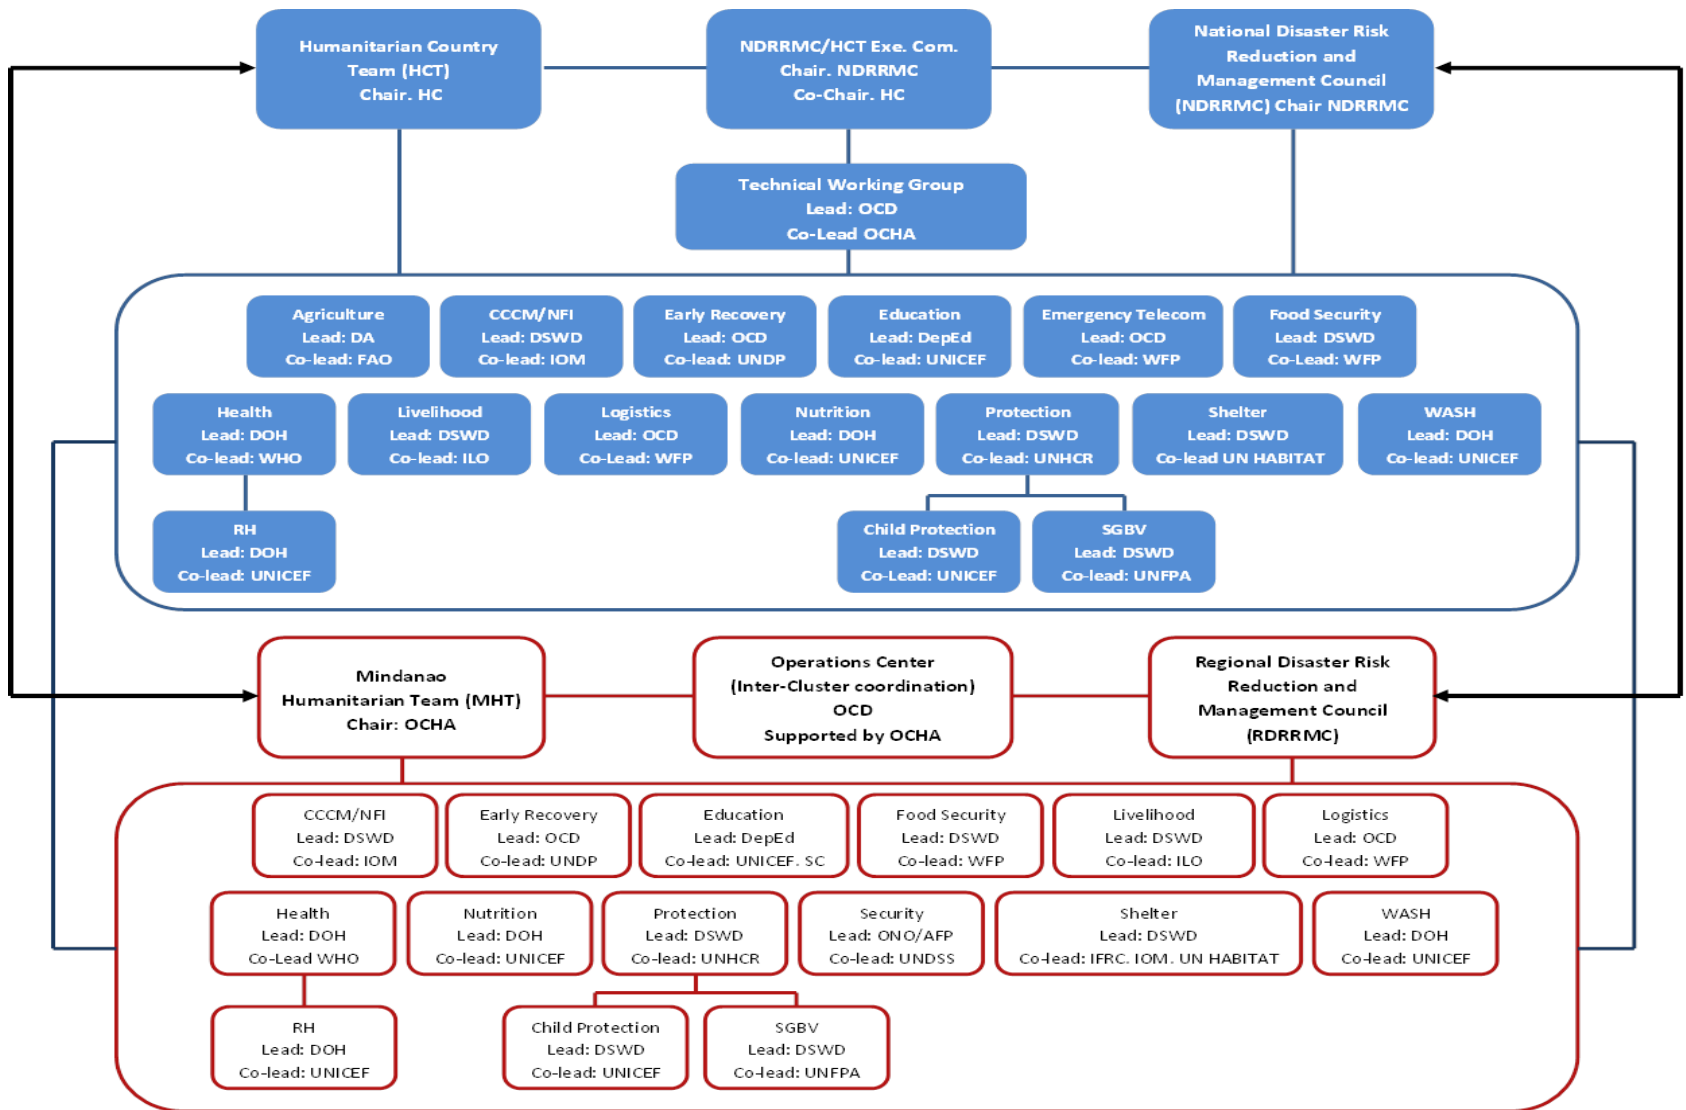 Humanitarian Country
Team (HCT)
Chair. HC
NDRRMC/HCT Exe. Com.
Chair. NDRRMC
Co-Chair. HC
National Disaster Risk
Reduction and
Management Council
(NDRRMC) Chair NDRRMC
Technical Working Group
Lead: OCD
Co-Lead OCHA
Agriculture
Lead: DA
Co-lead: FAO
CCCM/NFI
Lead: DSWD
Co-lead: IOM
Early Recovery
Lead: OCD
Co-lead: UNDP
Education
Lead: DepEd
Co-lead: UNICEF
Emergency Telecom
Lead: OCD
Co-lead: WFP
Food Security
Lead: DSWD
Co-Lead: WFP
Health
Lead: DOH
Co-lead: WHO
Livelihood
Lead: DSWD
Co-lead: ILO
Logistics
Lead: OCD
Co-Lead: WFP
Nutrition
Lead: DOH
Co-lead: UNICEF
Protection
Lead: DSWD
Co-lead: UNHCR
Shelter
Lead: DSWD
Co-lead UN HABITAT
WASH
Lead: DOH
Co-lead: UNICEF
RH
Lead: DOH
Co-lead: UNICEF
Child Protection
Lead: DSWD
Co-Lead: UNICEF
SGBV
Lead: DSWD
Co-lead: UNFPA
Mindanao
Humanitarian Team (MHT)
Chair: OCHA
Operations Center
(Inter-Cluster coordination)
OCD
Supported by OCHA
Regional Disaster Risk
Reduction and
Management Council
(RDRRMC)
CCCM/NFI
Lead: DSWD
Co-lead: IOM
Early Recovery
Lead: OCD
Co-lead: UNDP
Education
Lead: DepEd
Co-lead: UNICEF. SC
Food Security
Lead: DSWD
Co-lead: WFP
Livelihood
Lead: DSWD
Co-lead: ILO
Logistics
Lead: OCD
Co-lead: WFP
Health
Lead: DOH
Co-Lead WHO
Nutrition
Lead: DOH
Co-lead: UNICEF
Protection
Lead: DSWD
Co-lead: UNHCR
Security
Lead: ONO/AFP
Co-lead: UNDSS
Shelter
Lead: DSWD
Co-lead: IFRC. IOM. UN HABITAT
WASH
Lead: DOH
Co-lead: UNICEF
RH
Lead: DOH
Co-lead: UNICEF
Child Protection
Lead: DSWD
Co-lead: UNICEF
SGBV
Lead: DSWD
Co-lead: UNFPA